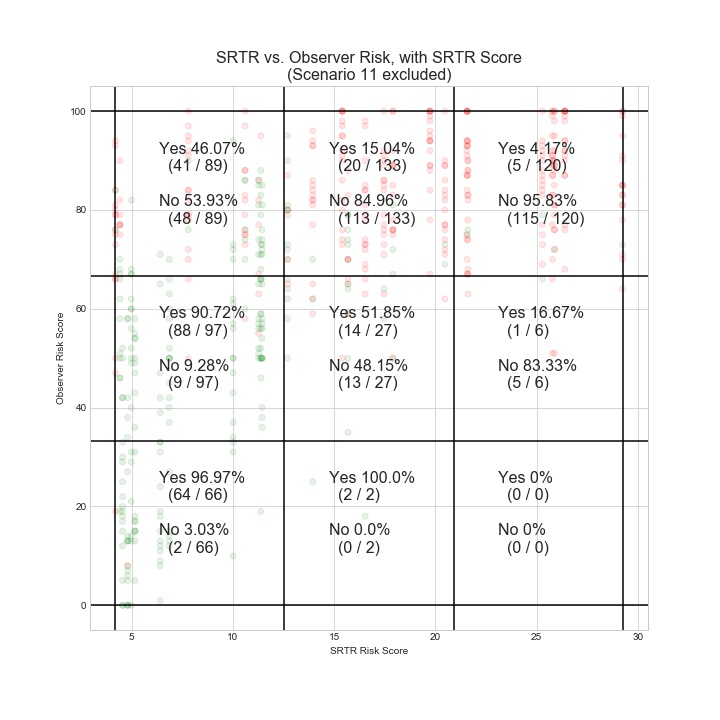 SRTR vs. Observer Risk, with SRTR Score
(Scenario 11 excluded)
100
80
60
40
20
0
Observer Risk Score
Yes 46.07%
(41 / 89)
No 53.93%
(48 / 89)
Yes 15.04%
(20 / 133)
No 84.96%
(113 / 133)
Yes 4.17%
(5 / 120)
No 95.83%
(115 / 120)
Yes 90.72%
(88 / 97)
No 9.28%
(9 / 97)
Yes 51.85%
(14 / 27)
No 48.15%
(13 / 27)
Yes 16.67%
(1 / 6)
No 83.33%
(5 / 6)
Yes 96.97%
(64 / 66)
No 3.03%
(2 / 66)
Yes 100.0%
(2 / 2)
No 0.0%
(0 / 2)
Yes 0%
(0 / 0)
No 0%
(0 / 0)
5 10 15 20 25 30
SRTR Risk Score